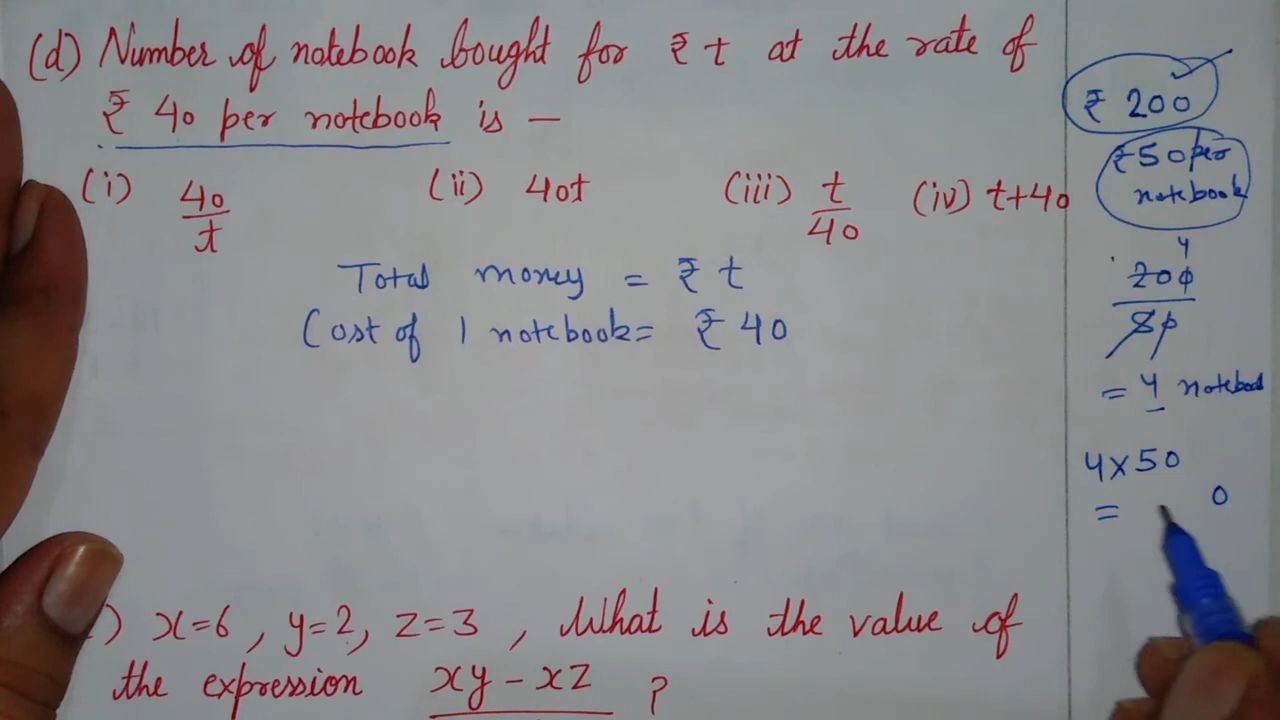 (d) Number of notebook bought for ₹ t at the rate of
₹ 40 per notebook is –
(i) 40/t (ii) 40t (iii) t/40 (iv) t+40
Total money = ₹ t
Cost of 1 notebook = ₹ 40
) x=6, y=2, z=3, What is the value of
the expression xy - xz ?
₹ 200
₹50 per
notebook
4
200
50
= 4 notebook
4×50
= 0